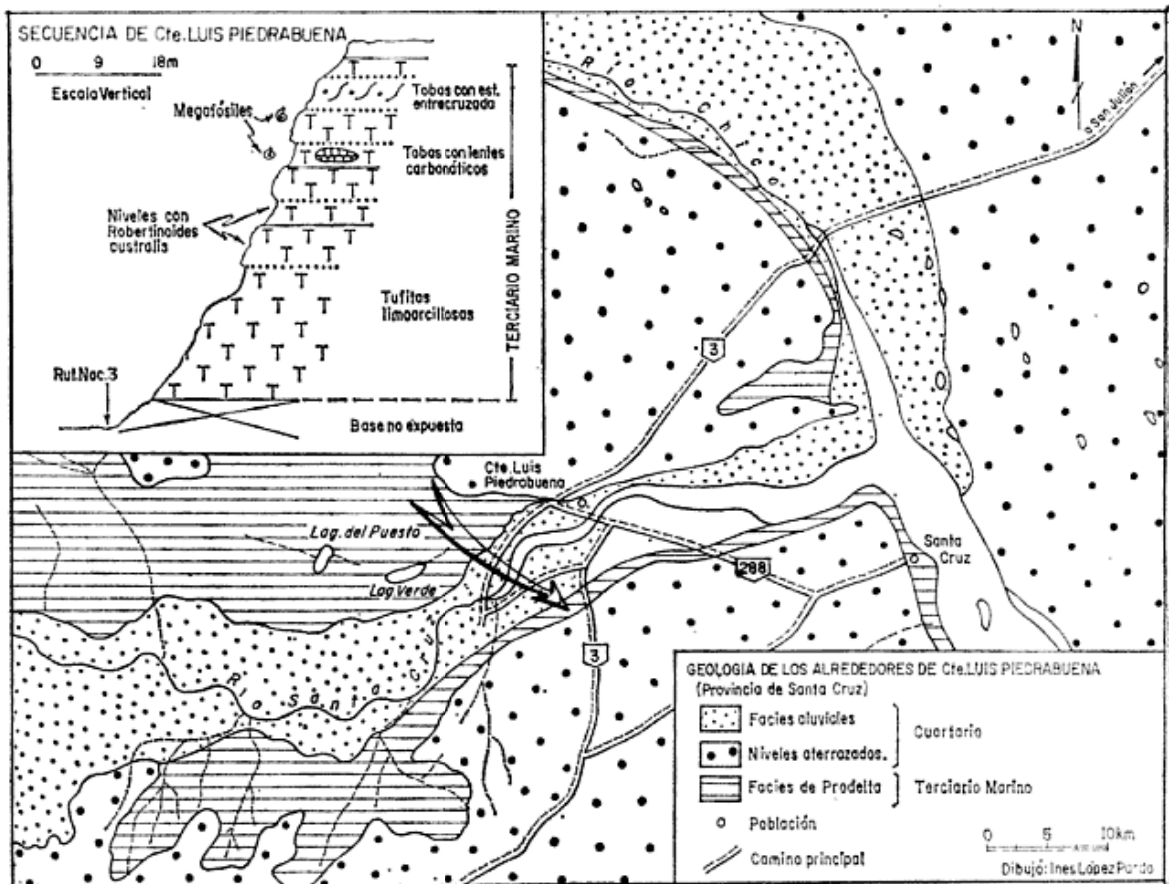 SECUENCIA DE Cte. LUIS PIEDRABUENA
0 9 18m
Escala Vertical
Megafósiles
Tobas con est.
entrecruzada
Tobas con lentes
carbonáticos
Niveles con
Robertinoides
australis
Tufitas
limoarcillosas
TERCIARIO MARINO
Rut.Nac.3
Base no expuesta
Río Chico
N
a San Julián
3
Cte. Luis
Piedrabuena
Lag. del Puesto
Lag. Verde
Santa
Cruz
288
Río Santa Cruz
3
GEOLOGIA DE LOS ALREDEDORES DE Cte. LUIS PIEDRABUENA
(Provincia de Santa Cruz)
Facies aluviales
Niveles aterrazados.
Cuartario
Facies de Prodelta
Terciario Marino
Población
Camino principal
0 5 10km
Dibujó: Ines López Pardo